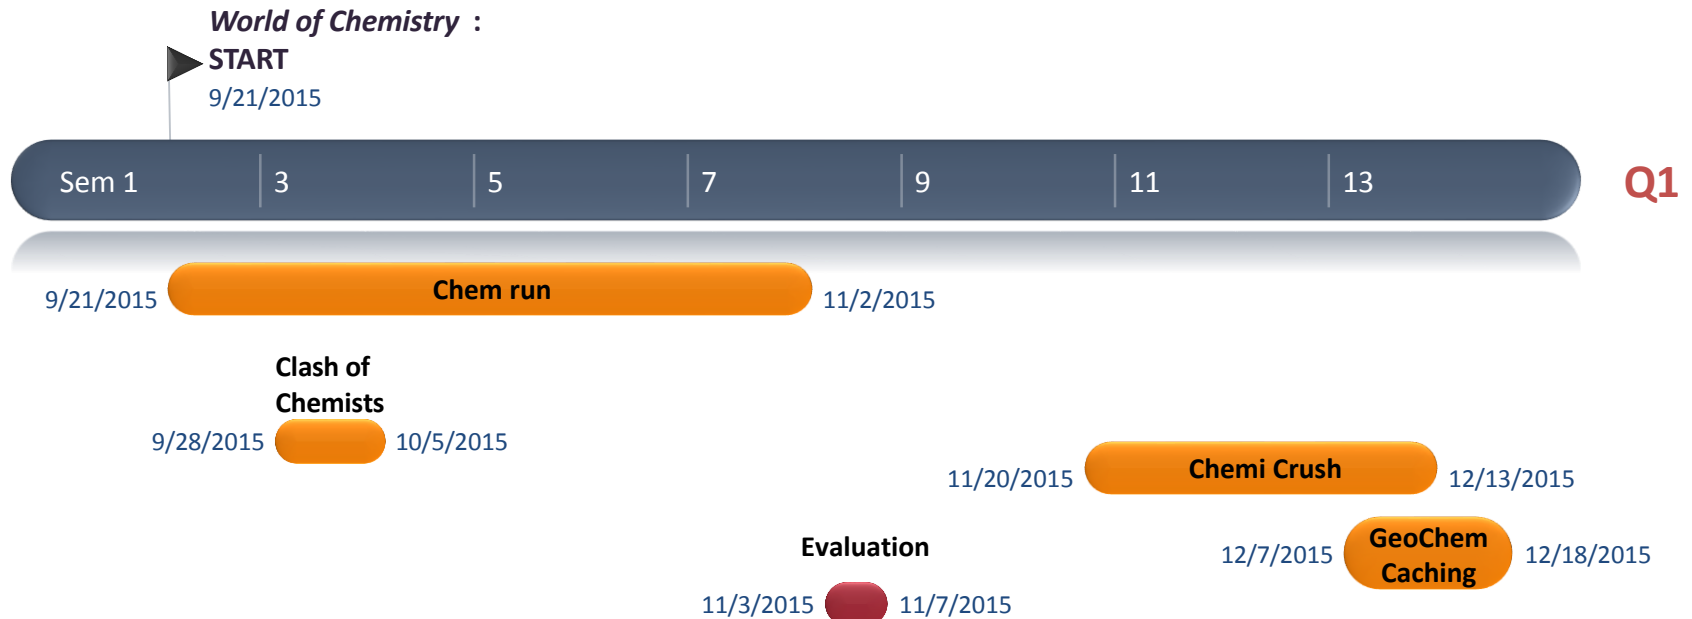 World of Chemistry :
START
9/21/2015
Sem 1 3 5 7 9 11 13 Q1
9/21/2015 Chem run 11/2/2015
Clash of
Chemists
9/28/2015 10/5/2015
11/20/2015 Chemi Crush 12/13/2015
Evaluation
12/7/2015 GeoChem
Caching 12/18/2015
11/3/2015 11/7/2015